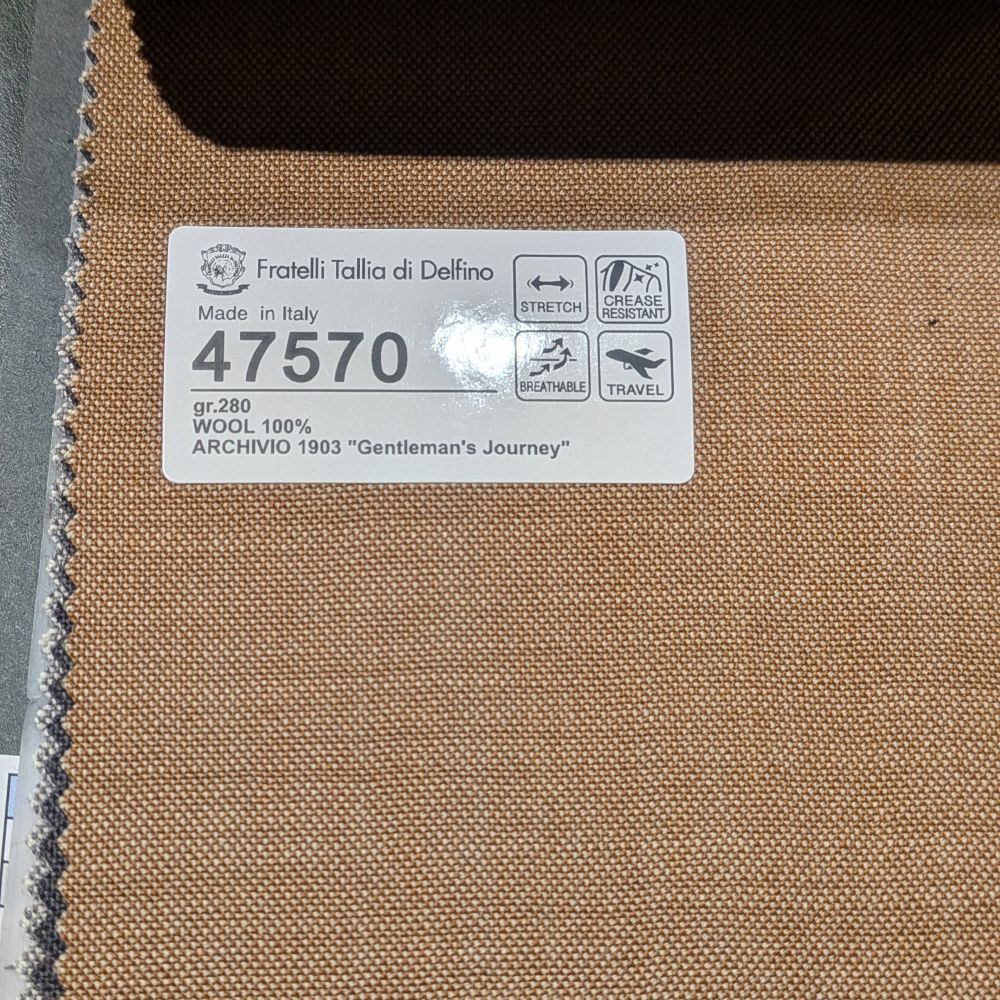 Fratelli Tallia di Delfino
Made in Italy
47570
gr.280
WOOL 100%
ARCHIVIO 1903 "Gentleman's Journey"
STRETCH
CREASE
RESISTANT
BREATHABLE
TRAVEL